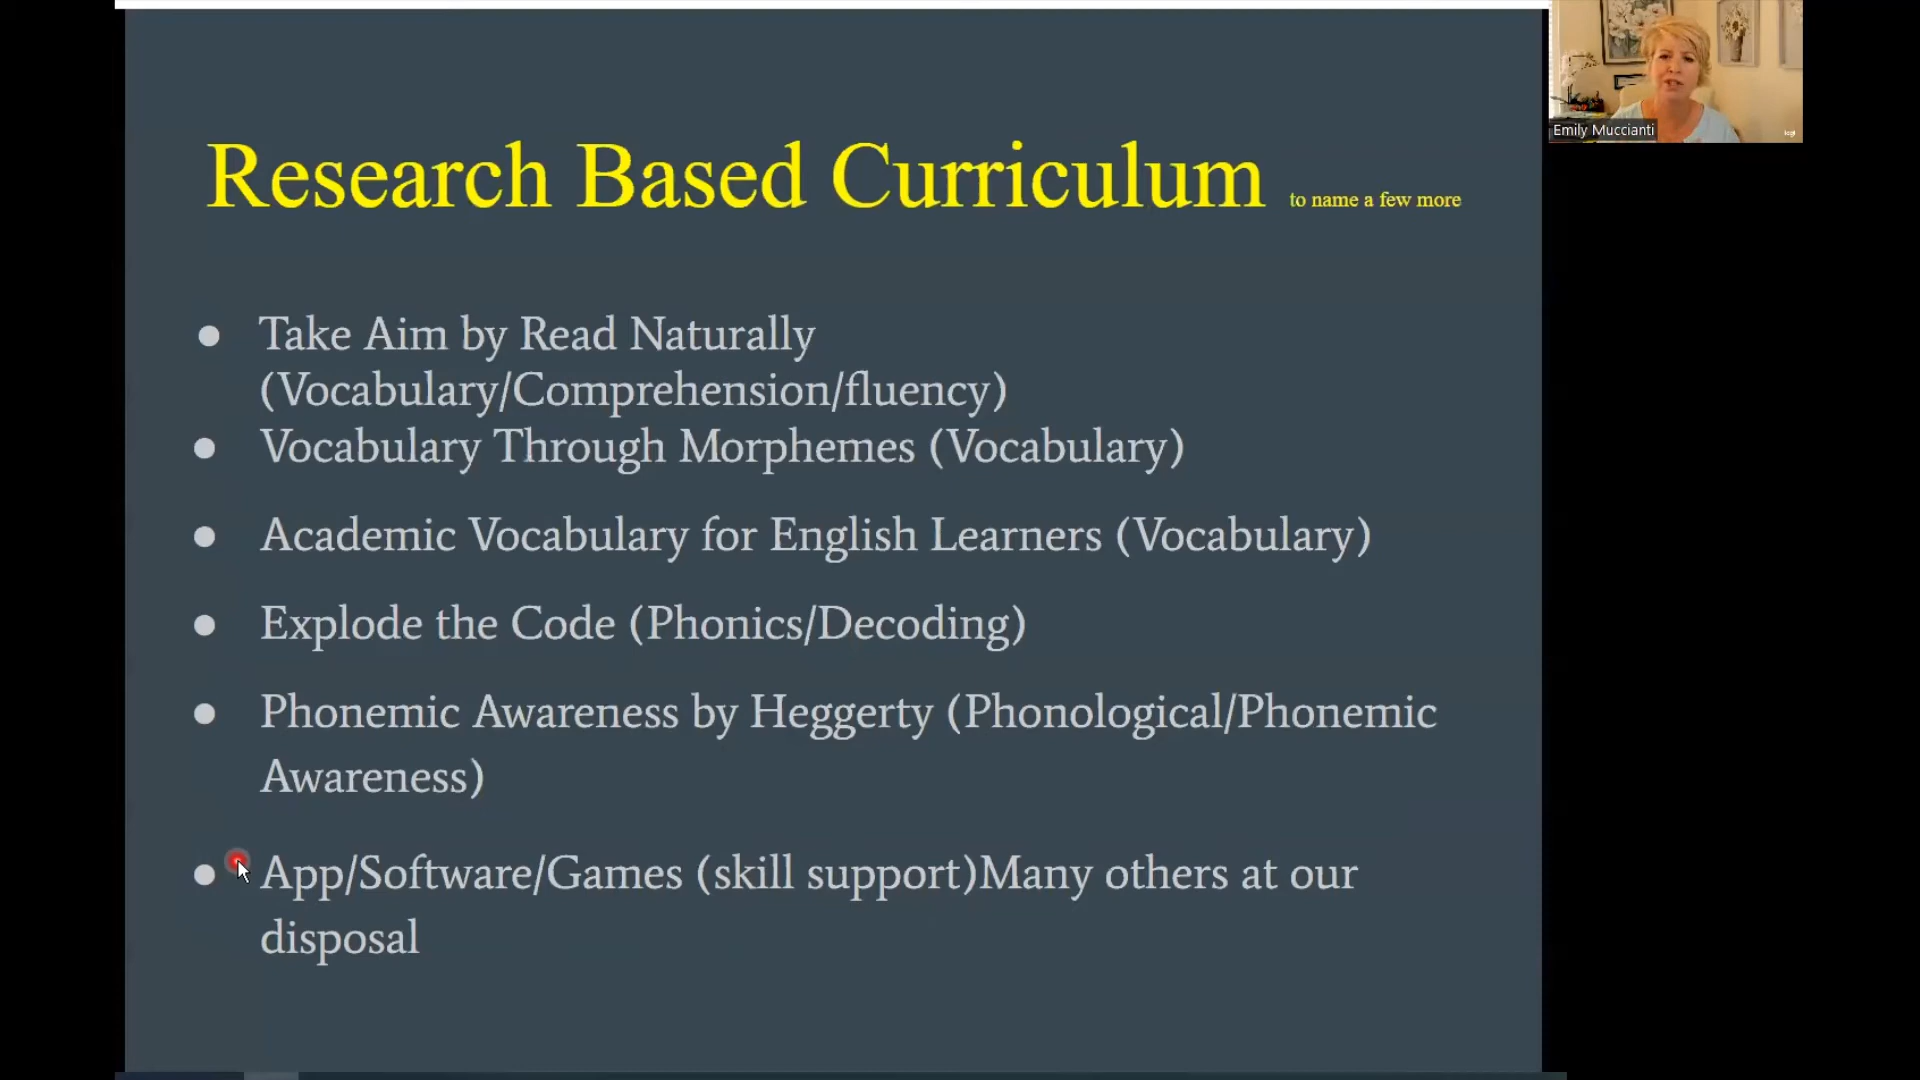 Research Based Curriculum to name a few more
● Take Aim by Read Naturally
(Vocabulary/Comprehension/fluency)
● Vocabulary Through Morphemes (Vocabulary)
● Academic Vocabulary for English Learners (Vocabulary)
● Explode the Code (Phonics/Decoding)
● Phonemic Awareness by Heggerty (Phonological/Phonemic
Awareness)
● App/Software/Games (skill support)Many others at our
disposal
Emily Muccianti